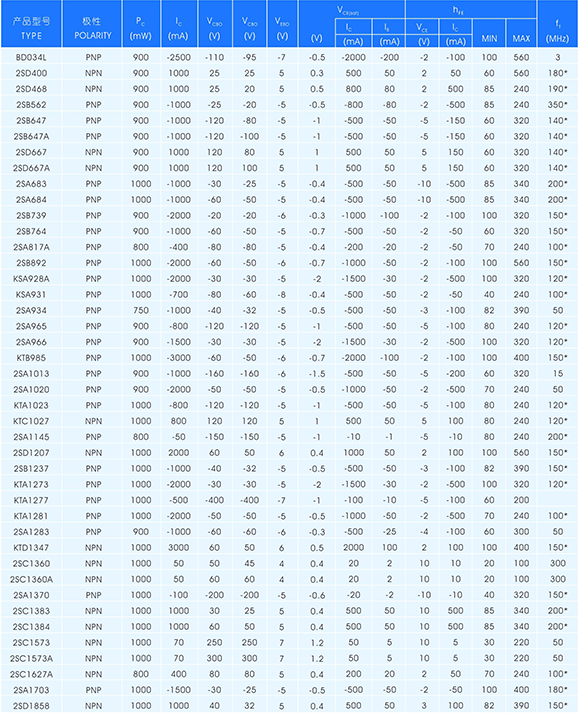 产品型号 极性 PC IC VCBO VCEO VEBO VCE(sat) hFE fT
TYPE POLARITY (mW) (mA) (V) (V) (V) (V) IC (mA) IB (mA) VCE (V) IC (mA) MIN MAX (MHz)
BD034L PNP 900 -2500 -110 -95 -7 -0.5 -2000 -200 -2 -100 100 560 3
2SD400 NPN 900 1000 25 25 5 0.3 500 50 2 50 60 560 180*
2SD468 NPN 900 1000 25 20 5 0.5 800 80 2 500 85 240 190*
2SB562 PNP 900 -1000 -25 -20 -5 -0.5 -800 -80 -2 -500 85 240 350*
2SB647 PNP 900 -1000 -120 -80 -5 -1 -500 -50 -5 -150 60 320 140*
2SB647A PNP 900 -1000 -120 -100 -5 -1 -500 -50 -5 -150 60 320 140*
2SD667 NPN 900 1000 120 80 5 1 500 50 5 150 60 320 140*
2SD667A NPN 900 1000 120 100 5 1 500 50 5 150 60 320 140*
2SA683 PNP 1000 -1000 -30 -25 -5 -0.4 -500 -50 -10 -500 85 340 200*
2SA684 PNP 1000 -1000 -60 -50 -5 -0.4 -500 -50 -10 -500 85 340 200*
2SB739 PNP 900 -2000 -20 -20 -6 -0.3 -1000 -100 -2 -100 100 320 150*
2SB764 PNP 900 -1000 -60 -50 -5 -0.7 -500 -50 -2 -50 60 320 150*
2SA817A PNP 800 -400 -80 -80 -5 -0.4 -200 -20 -2 -50 70 240 100*
2SB892 PNP 1000 -2000 -60 -50 -6 -0.7 -1000 -50 -2 -100 100 560 150*
KSA928A PNP 1000 -2000 -30 -30 -5 -2 -1500 -30 -2 -500 100 320 120*
KSA931 PNP 1000 -700 -80 -60 -8 -0.4 -500 -50 -2 -50 40 240 100*
2SA934 PNP 750 -1000 -40 -32 -5 -0.5 -500 -50 -3 -100 82 390 50
2SA965 PNP 900 -800 -120 -120 -5 -1 -500 -50 -5 -100 80 240 120*
2SA966 PNP 900 -1500 -30 -30 -5 -2 -1500 -30 -2 -500 100 320 120*
KTB985 PNP 1000 -3000 -60 -50 -6 -0.7 -2000 -100 -2 -100 100 400 150*
2SA1013 PNP 900 -1000 -160 -160 -6 -1.5 -500 -50 -5 -200 60 320 15
2SA1020 PNP 900 -2000 -50 -50 -5 -0.5 -1000 -50 -2 -500 70 240 50
KTA1023 PNP 1000 -800 -120 -120 -5 -1 -500 -50 -5 -100 80 240 120*
KTC1027 NPN 1000 800 120 120 5 1 500 50 5 100 80 240 120*
2SA1145 PNP 800 -50 -150 -150 -5 -1 -10 -1 -5 -10 80 240 200*
2SD1207 NPN 1000 2000 60 50 6 0.4 1000 50 2 100 100 560 150*
2SB1237 PNP 1000 -1000 -40 -32 -5 -0.5 -500 -50 -3 -100 82 390 150*
KTA1273 PNP 1000 -2000 -30 -30 -5 -2 -1500 -30 -2 -500 100 320 120*
KTA1277 PNP 1000 -500 -400 -400 -7 -1 -100 -10 -5 -100 60 200
KTA1281 PNP 1000 -2000 -50 -50 -5 -0.5 -1000 -50 -2 -500 70 240 100*
2SA1283 PNP 900 -1000 -60 -60 -6 -0.3 -500 -25 -4 -100 60 300 50
KTD1347 NPN 1000 3000 60 50 6 0.5 2000 100 2 100 100 400 150*
2SC1360 NPN 1000 50 50 45 4 0.4 20 2 10 10 20 100 300
2SC1360A NPN 1000 50 60 60 4 0.4 20 2 10 10 20 100 300
2SA1370 PNP 1000 -100 -200 -200 -5 -0.6 -20 -2 -10 -10 40 320 150*
2SC1383 NPN 1000 1000 30 25 5 0.4 500 50 10 500 85 340 200*
2SC1384 NPN 1000 1000 60 50 5 0.4 500 50 10 500 85 340 200*
2SC1573 NPN 1000 70 250 250 7 1.2 50 5 10 5 30 220 50
2SC1573A NPN 1000 70 300 300 7 1.2 50 5 10 5 30 220 50
2SC1627A NPN 800 400 80 80 5 0.4 200 20 2 50 70 240 100*
2SA1703 PNP 1000 -1500 -30 -25 -5 -0.5 -500 -50 -2 -500 100 400 180*
2SD1858 NPN 1000 1000 40 32 5 0.4 500 50 3 100 82 390 150*